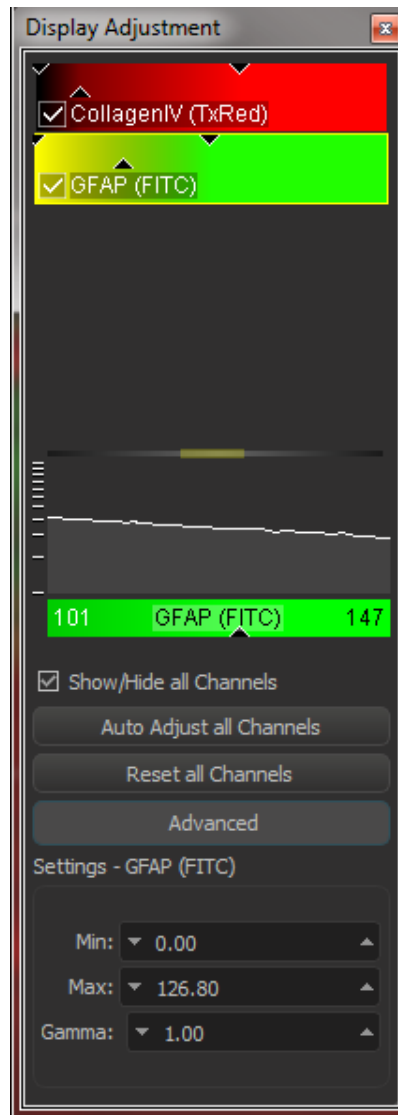 Display Adjustment
CollagenIV (TxRed)
GFAP (FITC)
101 GFAP (FITC) 147
Show/Hide all Channels
Auto Adjust all Channels
Reset all Channels
Advanced
Settings - GFAP (FITC)
Min: 0.00
Max: 126.80
Gamma: 1.00